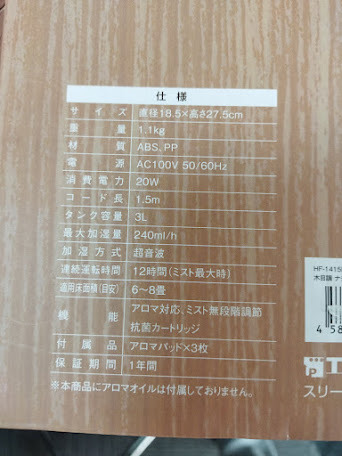 仕様
サイズ 直径18.5×高さ27.5cm
重量 1.1kg
材質 ABS、PP
電源 AC100V 50/60Hz
消費電力 20W
コード長 1.5m
タンク容量 3L
最大加湿量 240ml/h
加湿方式 超音波
連続運転時間 12時間(ミスト最大時)
適用床面積(目安) 6〜8畳
機能 アロマ対応、ミスト無段階調節
抗菌カートリッジ
付属品 アロマパッド×3枚
保証期間 1年間
※本商品にアロマオイルは付属しておりません。
HF-1415
木目調
4 58
スリー